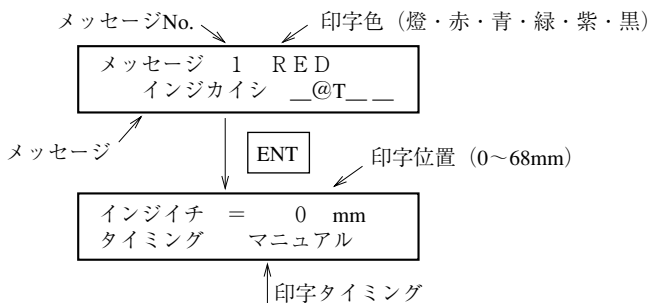 メッセージNo.
印字色（燈・赤・青・緑・紫・黒）
メッセージ　1　RED
インジカイシ　__@T__ __
メッセージ
ENT
印字位置（0～68mm）
インジイチ　＝　0　mm
タイミング　マニュアル
印字タイミング